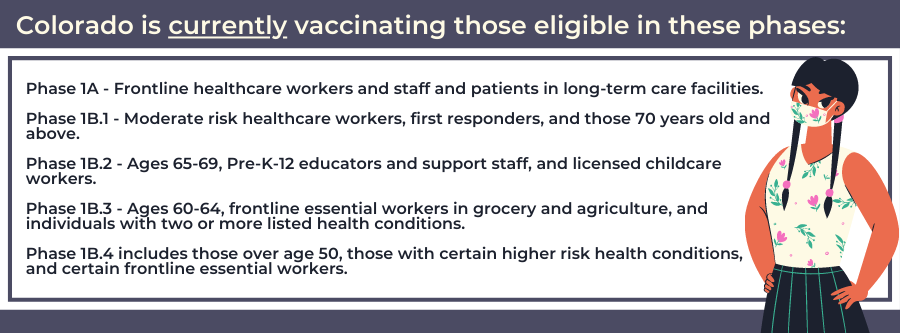 Colorado is currently vaccinating those eligible in these phases:
Phase 1A - Frontline healthcare workers and staff and patients in long-term care facilities.
Phase 1B.1 - Moderate risk healthcare workers, first responders, and those 70 years old and
above.
Phase 1B.2 - Ages 65-69, Pre-K-12 educators and support staff, and licensed childcare
workers.
Phase 1B.3 - Ages 60-64, frontline essential workers in grocery and agriculture, and
individuals with two or more listed health conditions.
Phase 1B.4 includes those over age 50, those with certain higher risk health conditions,
and certain frontline essential workers.